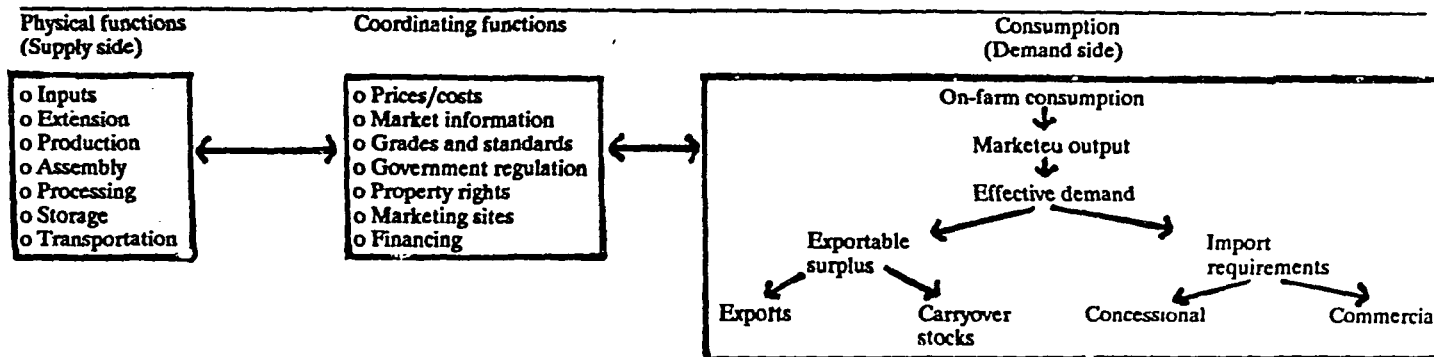 Physical functions
(Supply side)
Coordinating functions
Consumption
(Demand side)
o Inputs
o Extension
o Production
o Assembly
o Processing
o Storage
o Transportation
o Prices/costs
o Market information
o Grades and standards
o Government regulation
o Property rights
o Marketing sites
o Financing
On-farm consumption
Marketed output
Effective demand
Exportable
surplus
Import
requirements
Exports
Carryover
stocks
Concessional
Commercia